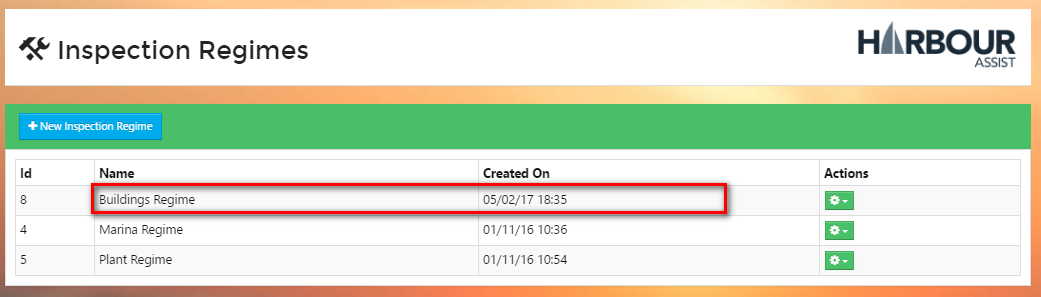 Inspection Regimes
HARBOUR
ASSIST
New Inspection Regime
Id Name Created On Actions
8 Buildings Regime 05/02/17 18:35
4 Marina Regime 01/11/16 10:36
5 Plant Regime 01/11/16 10:54